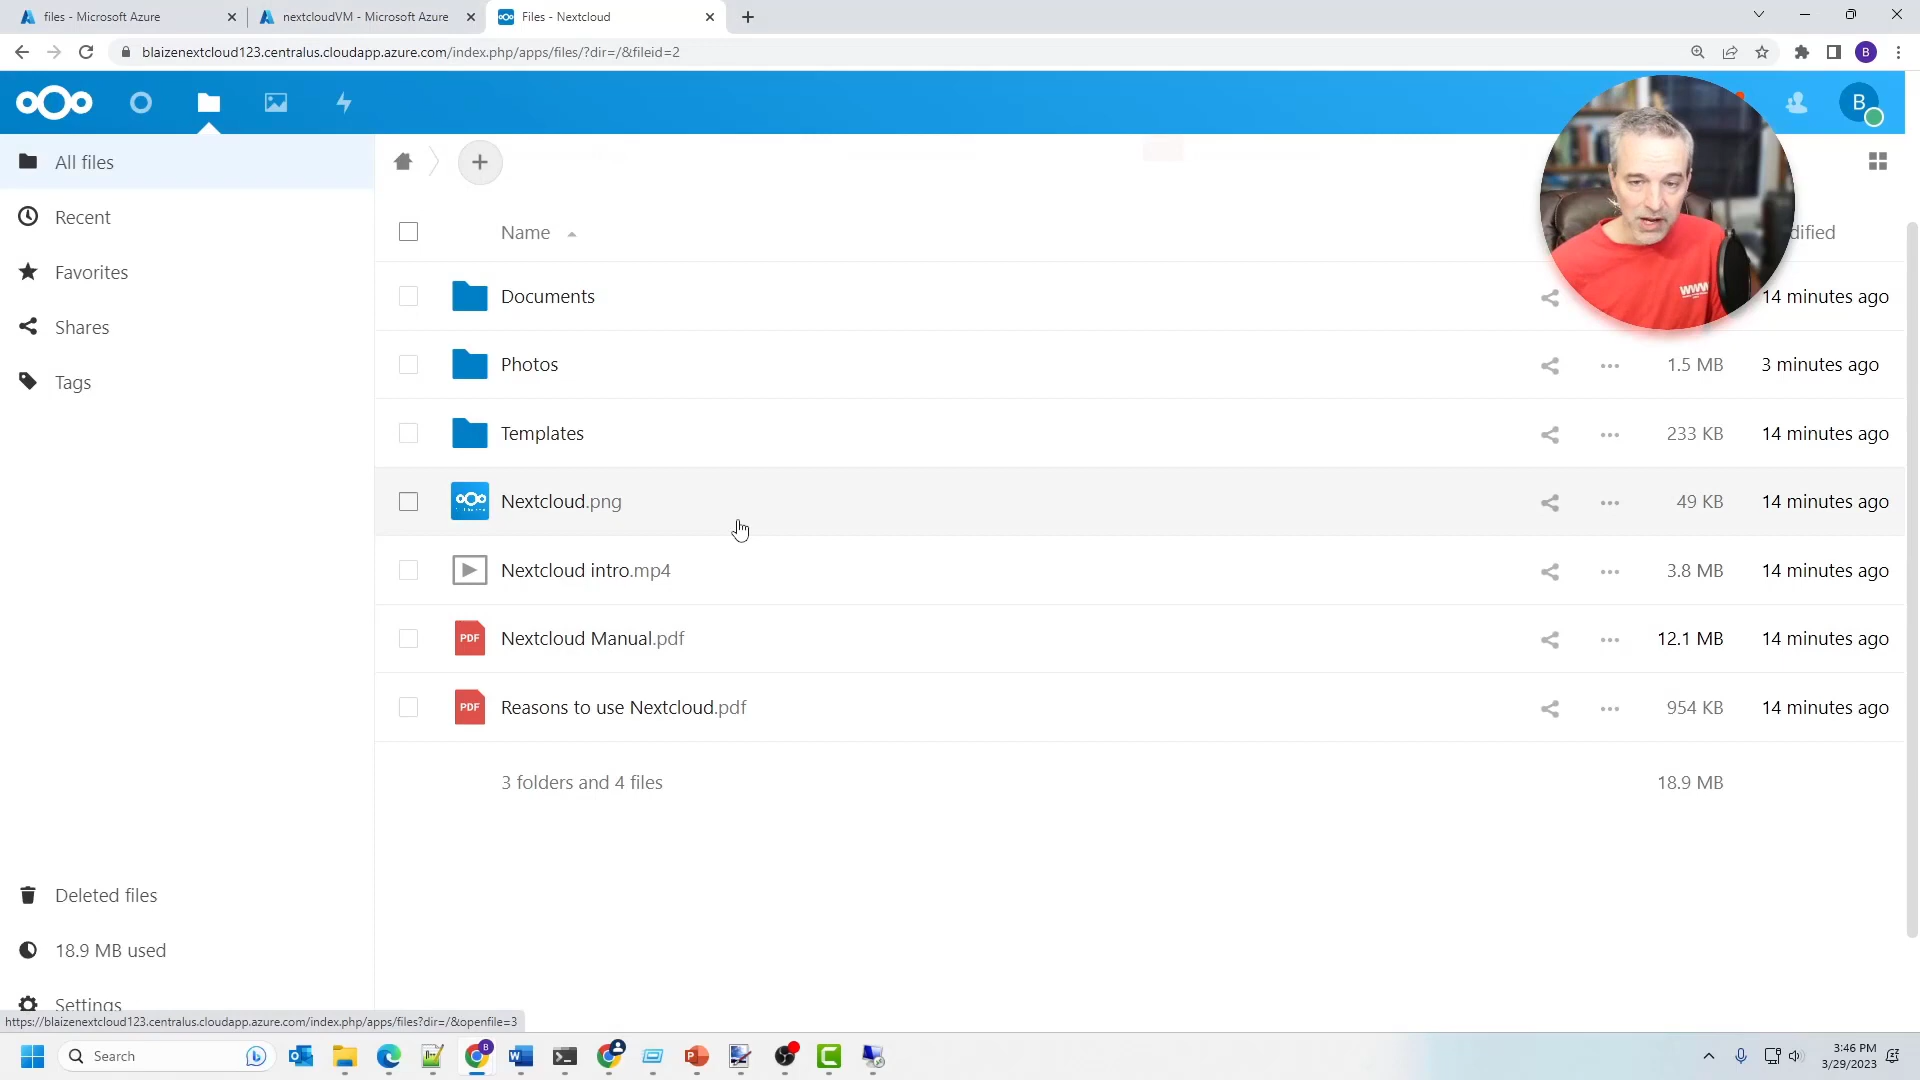 files - Microsoft Azure
nextcloudVM - Microsoft Azure
Files - Nextcloud
blaizenextcloud123.centralus.cloudapp.azure.com/index.php/apps/files/?dir=/&fileid=2
B
B
All files
Recent
Favorites
Shares
Tags
Name
dified
Documents
14 minutes ago
Photos
1.5 MB
3 minutes ago
Templates
233 KB
14 minutes ago
Nextcloud.png
49 KB
14 minutes ago
Nextcloud intro.mp4
3.8 MB
14 minutes ago
PDF
Nextcloud Manual.pdf
12.1 MB
14 minutes ago
PDF
Reasons to use Nextcloud.pdf
954 KB
14 minutes ago
3 folders and 4 files
18.9 MB
Deleted files
18.9 MB used
Settings
https://blaizenextcloud123.centralus.cloudapp.azure.com/index.php/apps/files?dir=/&openfile=3
Search
3:46 PM
3/29/2023